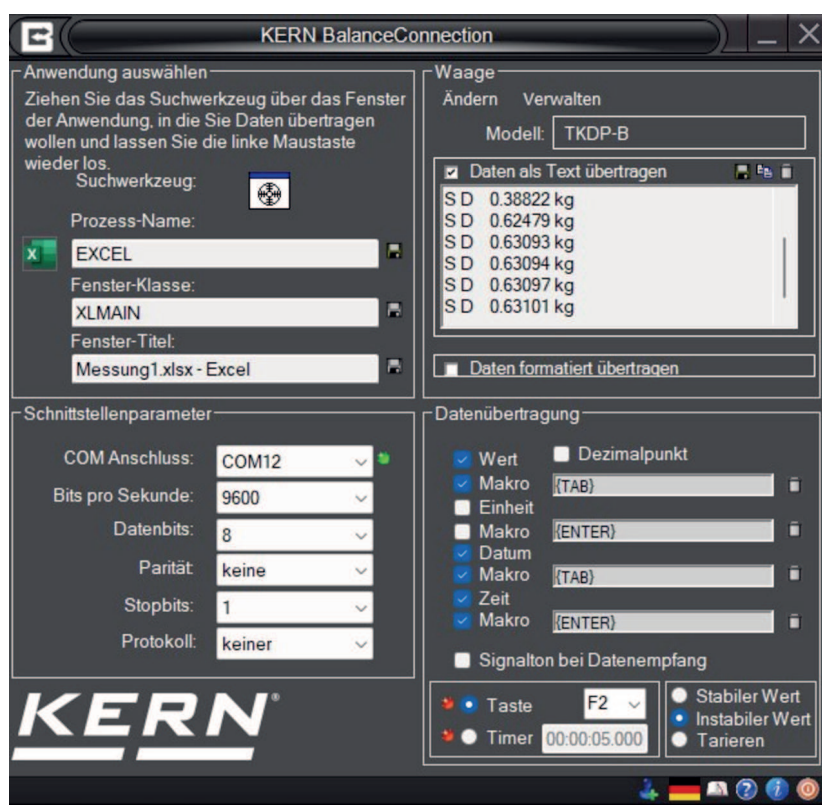 KERN BalanceConnection
Anwendung auswählen
Ziehen Sie das Suchwerkzeug über das Fenster
der Anwendung, in die Sie Daten übertragen
wollen und lassen Sie die linke Maustaste
wieder los.
Suchwerkzeug:
Prozess-Name:
EXCEL
Fenster-Klasse:
XLMAIN
Fenster-Titel:
Messung1.xlsx - Excel
Waage
Ändern Verwalten
Modell: TKDP-B
Daten als Text übertragen
S D 0.38822 kg
S D 0.62479 kg
S D 0.63093 kg
S D 0.63094 kg
S D 0.63097 kg
S D 0.63101 kg
Daten formatiert übertragen
Schnittstellenparameter
COM Anschluss: COM12
Bits pro Sekunde: 9600
Datenbits: 8
Parität: keine
Stopbits: 1
Protokoll: keiner
Datenübertragung
Wert Dezimalpunkt
Makro {TAB}
Einheit
Makro {ENTER}
Datum
Makro {TAB}
Zeit
Makro {ENTER}
Signalton bei Datenempfang
Taste F2
Timer 00:00:05.000
Stabiler Wert
Instabiler Wert
Tarieren
KERN®